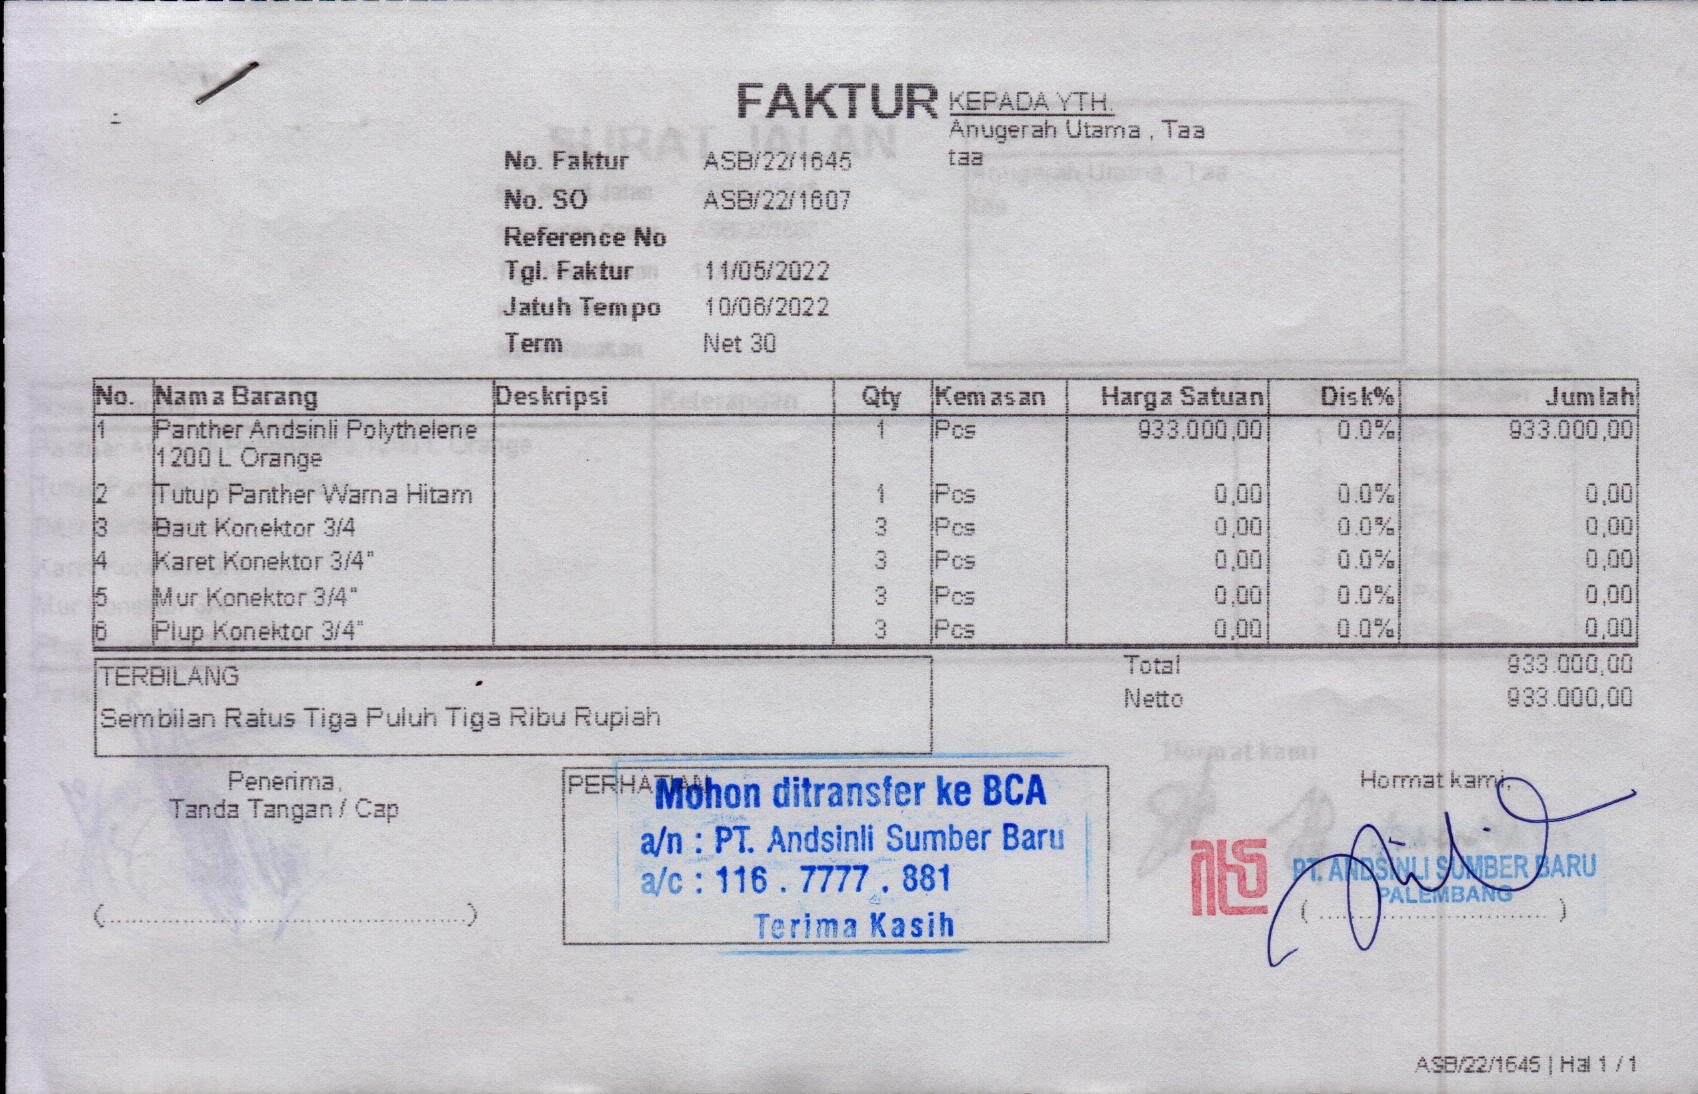 FAKTUR
KEPADA YTH.
Anugerah Utama , Taa
taa
No. Faktur ASB/22/1645
No. SO ASB/22/1607
Reference No
Tgl. Faktur 11/05/2022
Jatuh Tempo 10/06/2022
Term Net 30
No. Nama Barang Deskripsi Qty Kemasan Harga Satuan Disk% Jumlah
1 Panther Andsinli Polythelene 1 Pcs 933.000,00 0.0% 933.000,00
1200 L Orange
2 Tutup Panther Warna Hitam 1 Pcs 0,00 0.0% 0,00
3 Baut Konektor 3/4 3 Pcs 0,00 0.0% 0,00
4 Karet Konektor 3/4" 3 Pcs 0,00 0.0% 0,00
5 Mur Konektor 3/4" 3 Pcs 0,00 0.0% 0,00
6 Plup Konektor 3/4" 3 Pcs 0,00 0.0% 0,00
Total 933.000,00
Netto 933.000,00
TERBILANG
Sembilan Ratus Tiga Puluh Tiga Ribu Rupiah
Penerima,
Tanda Tangan / Cap
(........................................)
PERHATIAN
Mohon ditransfer ke BCA
a/n : PT. Andsinli Sumber Baru
a/c : 116 . 7777 . 881
Terima Kasih
Hormat kami,
PT. ANDSINLI SUMBER BARU
PALEMBANG
( ............................ )
ASB/22/1645 | Hal 1 / 1